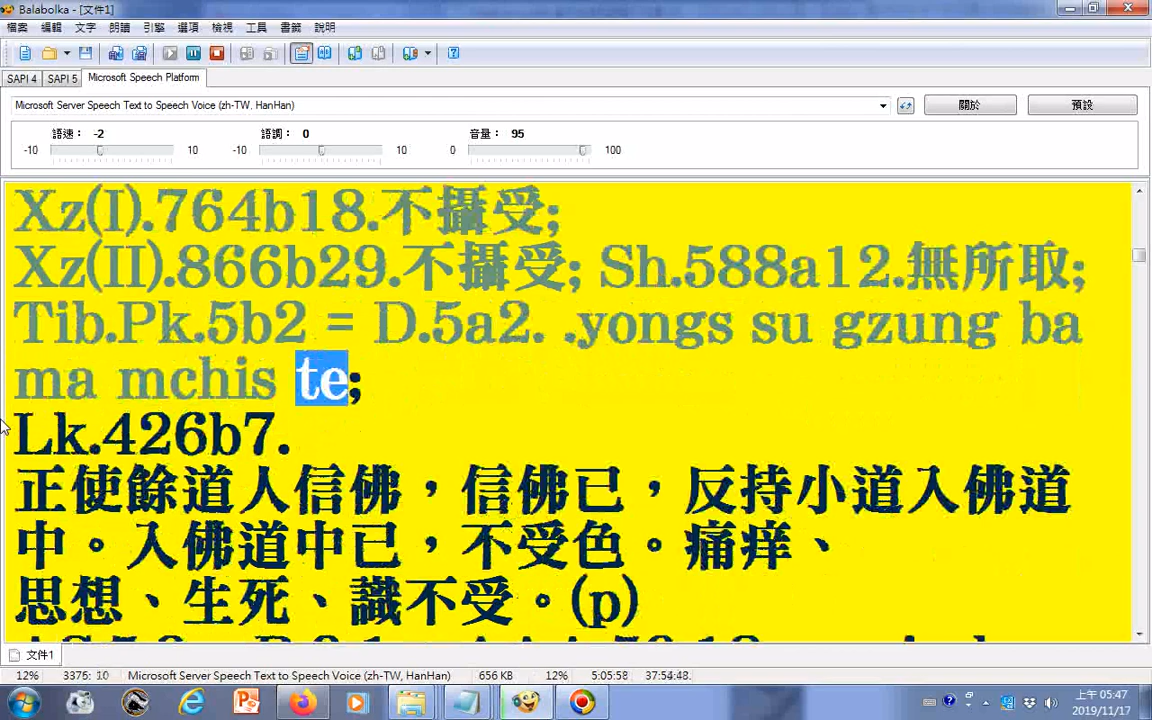 Balabolka - [文件1]
檔案 編輯 文字 朗讀 引擎 選項 檢視 工具 書籤 說明
SAPI 4 SAPI 5 Microsoft Speech Platform
Microsoft Server Speech Text to Speech Voice (zh-TW, HanHan) 關於 預設
語速： -2 語調： 0 音量： 95
-10 10 -10 10 0 100
Xz(I).764b18.不攝受;
Xz(II).866b29.不攝受; Sh.588a12.無所取;
Tib.Pk.5b2 = D.5a2. .yongs su gzung ba
ma mchis te;
Lk.426b7.
正使餘道人信佛，信佛已，反持小道入佛道
中。入佛道中已，不受色。痛痒、
思想、生死、識不受。(p)
文件1
12% 3376: 10 Microsoft Server Speech Text to Speech Voice (zh-TW, HanHan) 656 KB 12% 5:05:58 37:54:48.
上午 05:47
2019/11/17